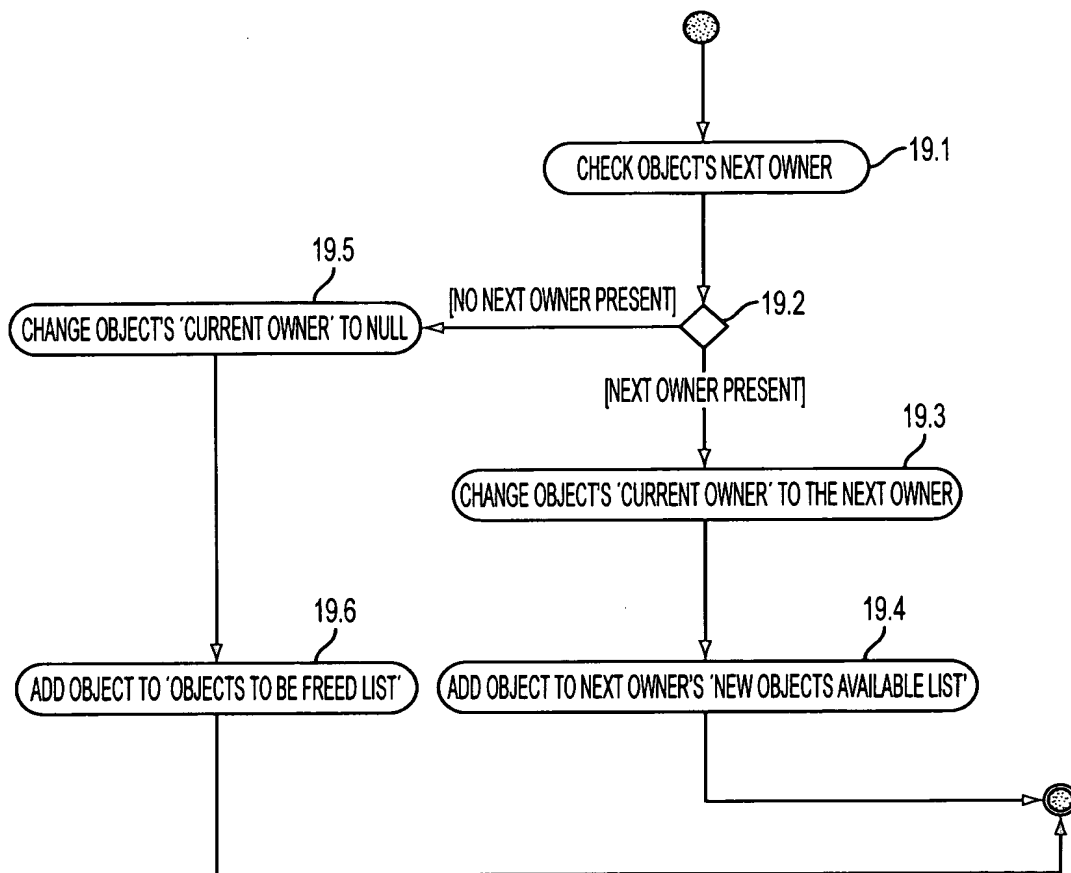 CHECK OBJECT'S NEXT OWNER
19.1
19.5
[NO NEXT OWNER PRESENT]
19.2
CHANGE OBJECT'S 'CURRENT OWNER' TO NULL
[NEXT OWNER PRESENT]
19.3
CHANGE OBJECT'S 'CURRENT OWNER' TO THE NEXT OWNER
19.6
19.4
ADD OBJECT TO 'OBJECTS TO BE FREED LIST'
ADD OBJECT TO NEXT OWNER'S 'NEW OBJECTS AVAILABLE LIST'